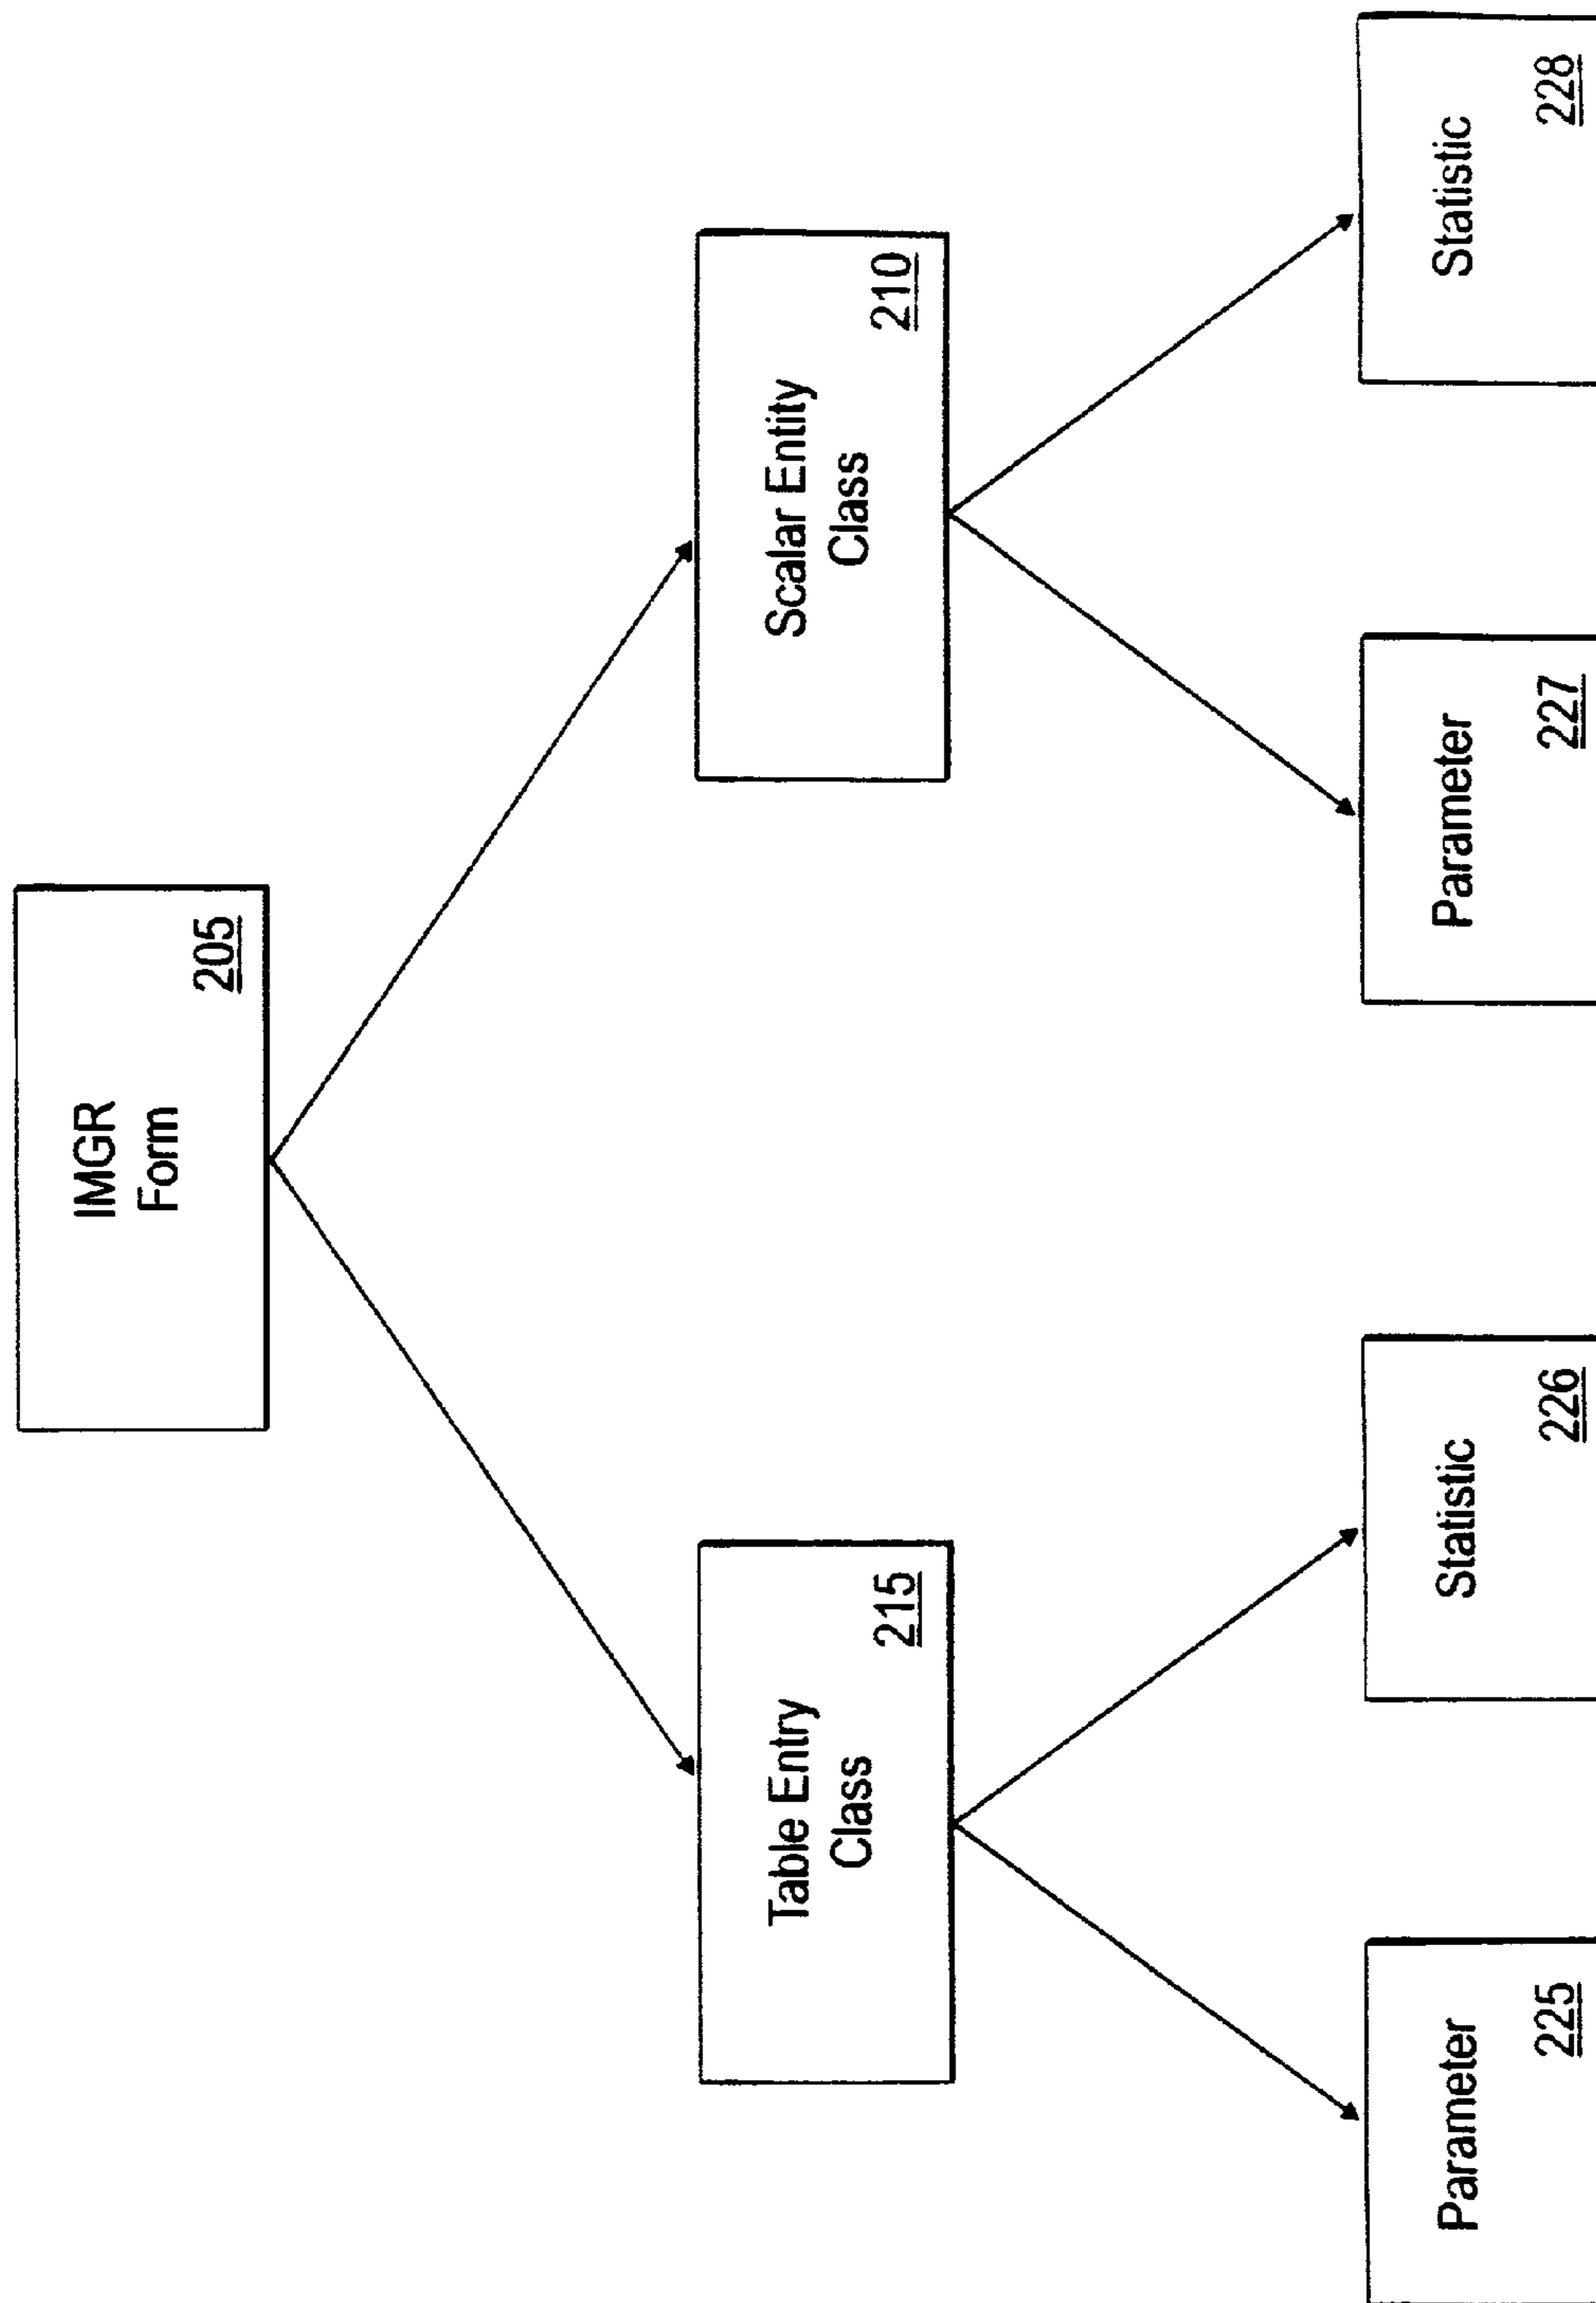 IMGR
Form
205
Table Entry
Class
215
Scalar Entity
Class
210
Parameter
225
Statistic
226
Parameter
227
Statistic
228